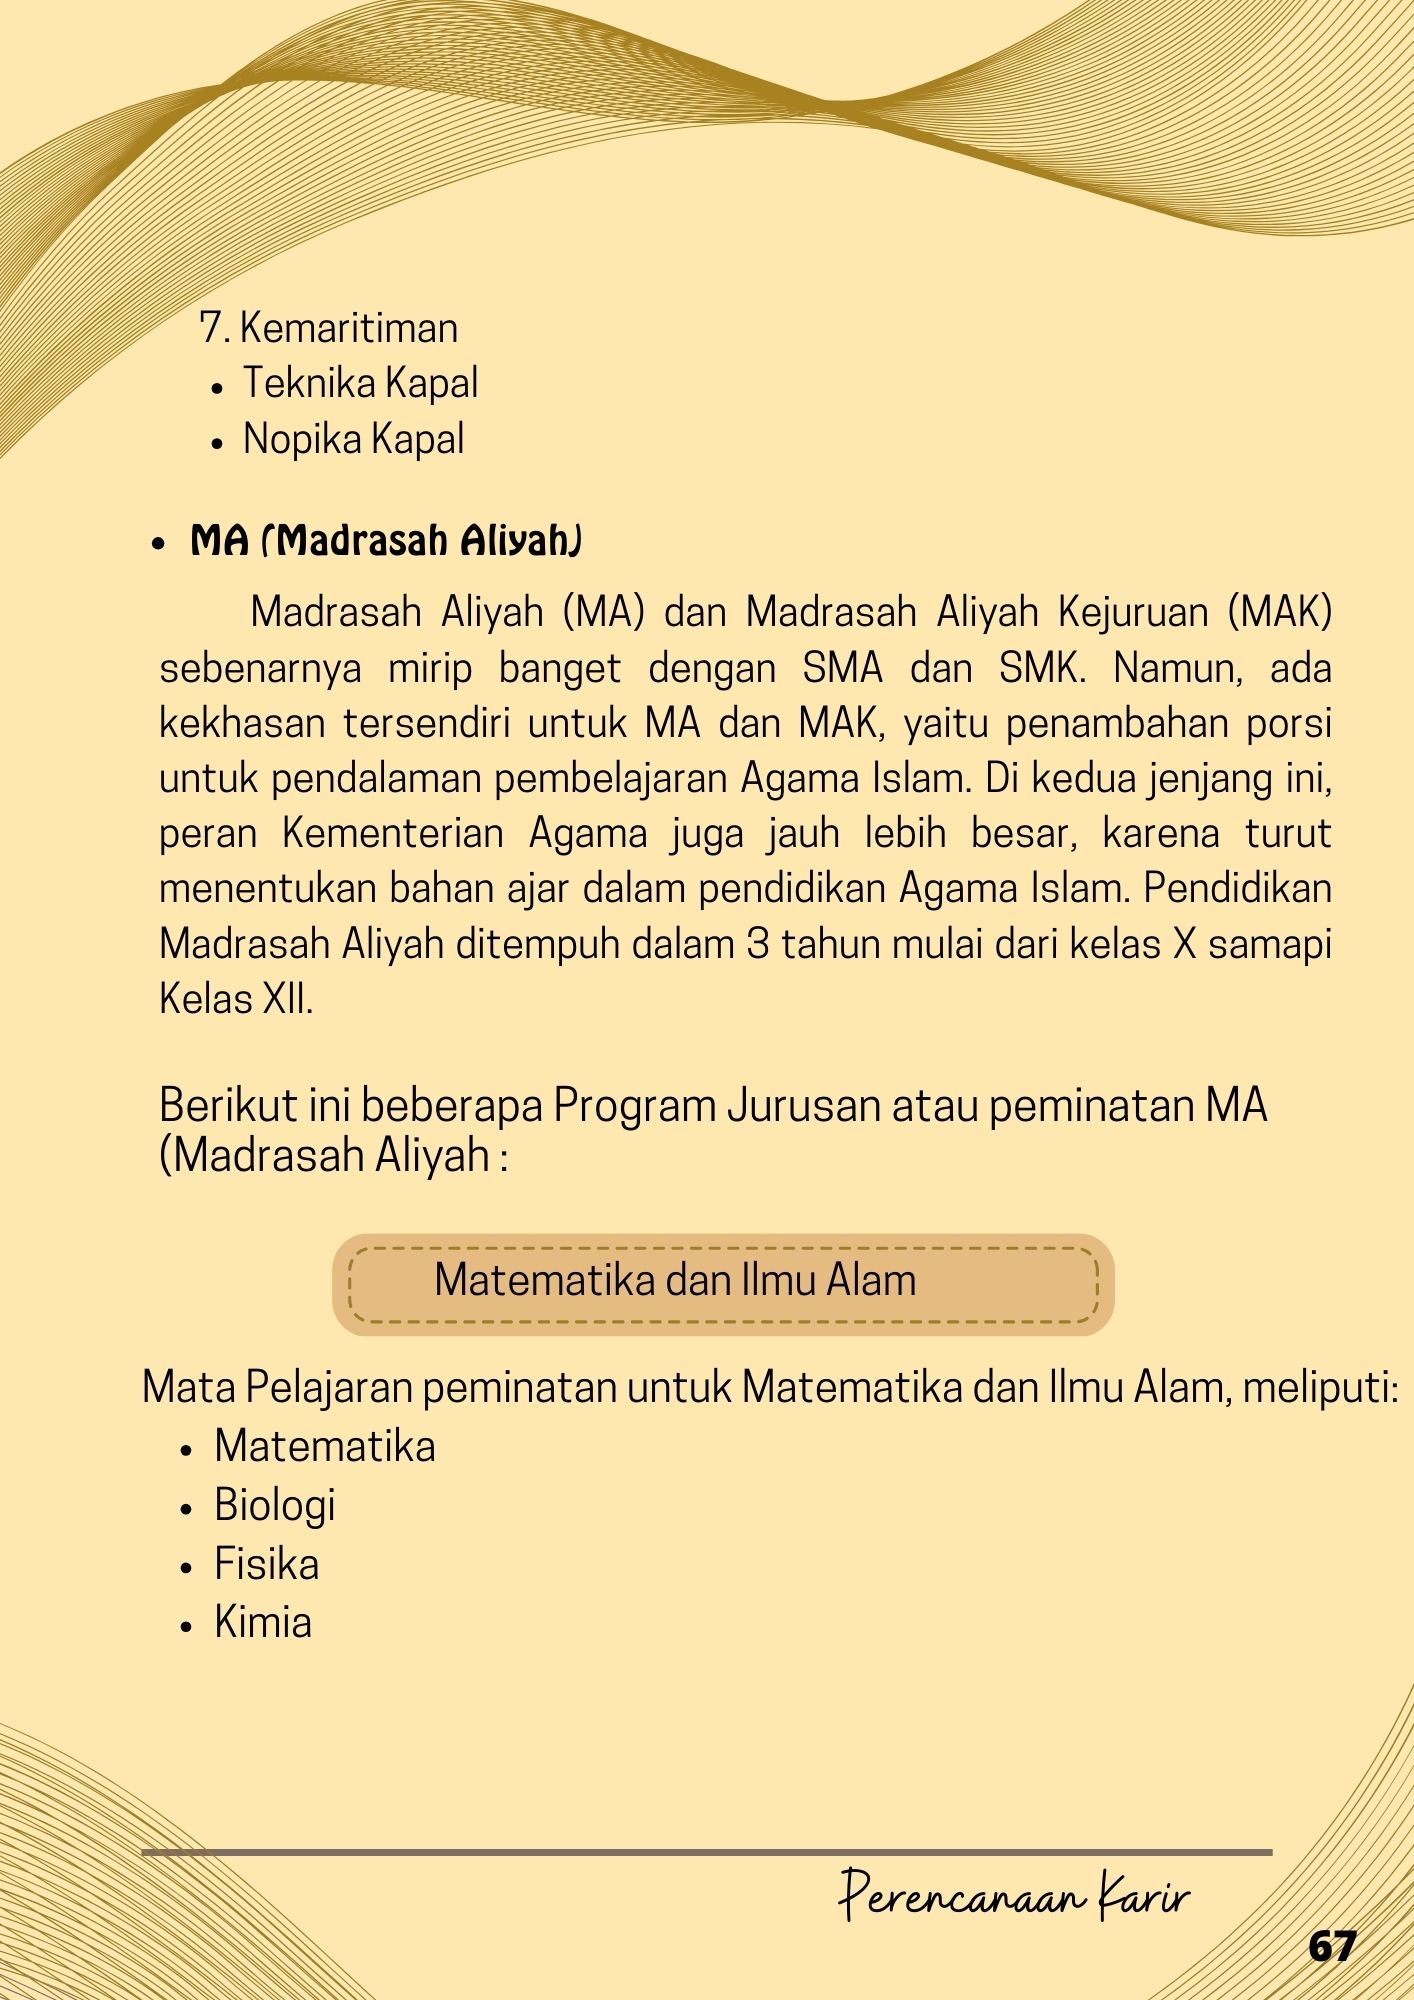 7. Kemaritiman
• Teknika Kapal
• Nopika Kapal
• MA (Madrasah Aliyah)
Madrasah Aliyah (MA) dan Madrasah Aliyah Kejuruan (MAK)
sebenarnya mirip banget dengan SMA dan SMK. Namun, ada
kekhasan tersendiri untuk MA dan MAK, yaitu penambahan porsi
untuk pendalaman pembelajaran Agama Islam. Di kedua jenjang ini,
peran Kementerian Agama juga jauh lebih besar, karena turut
menentukan bahan ajar dalam pendidikan Agama Islam. Pendidikan
Madrasah Aliyah ditempuh dalam 3 tahun mulai dari kelas X samapi
Kelas XII.
Berikut ini beberapa Program Jurusan atau peminatan MA
(Madrasah Aliyah :
Matematika dan Ilmu Alam
Mata Pelajaran peminatan untuk Matematika dan Ilmu Alam, meliputi:
• Matematika
• Biologi
• Fisika
• Kimia
Perencanaan Karir
67